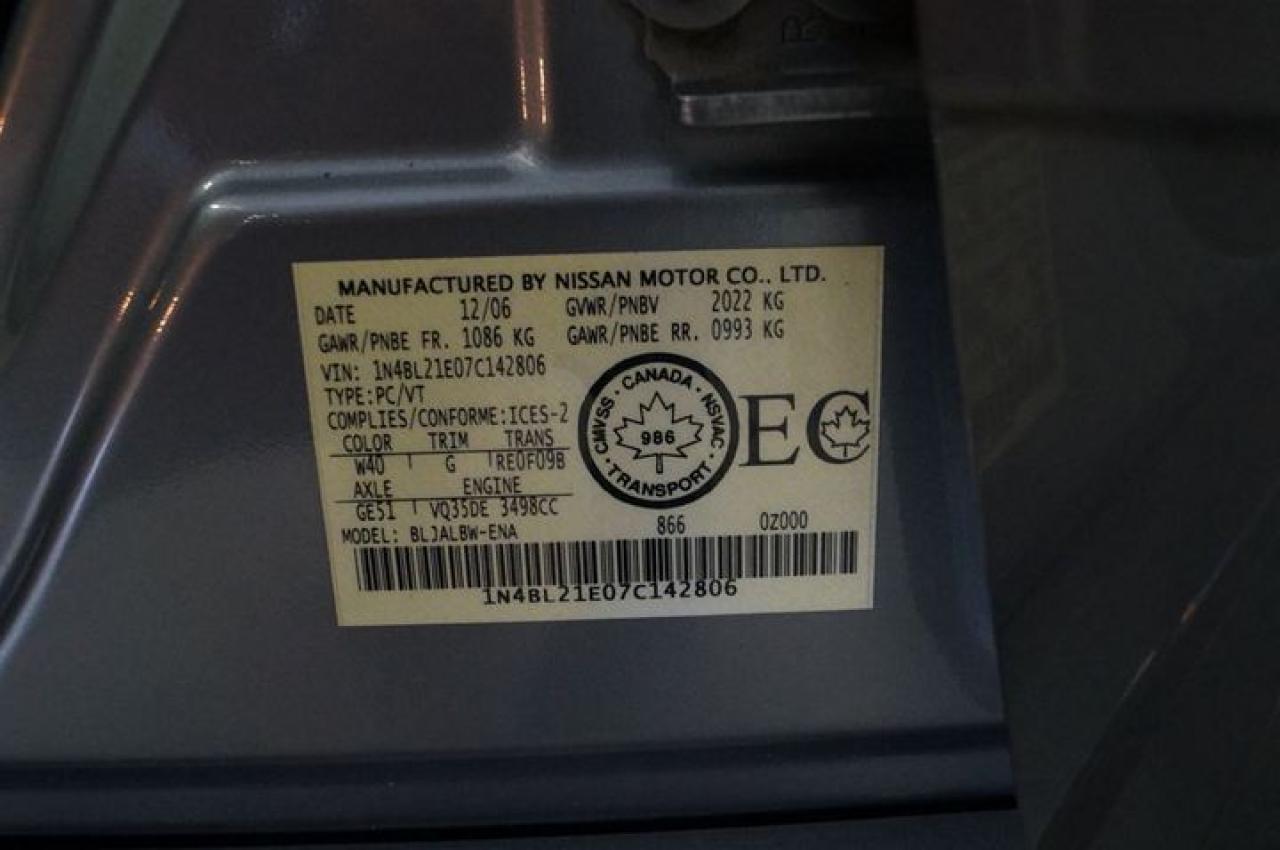 MANUFACTURED BY NISSAN MOTOR CO., LTD.
DATE 12/06 GVWR/PNBV 2022 KG
GAWR/PNBE FR. 1086 KG GAWR/PNBE RR. 0993 KG
VIN: 1N4BL21E07C142806
TYPE:PC/VT
COMPLIES/CONFORME:ICES-2
COLOR TRIM TRANS
W40 G RE0F09B
AXLE ENGINE
GE51 VQ35DE 3498CC
MODEL: BLJALBW-ENA
CANADA · NSVAC · TRANSPORT · CMVSS ·
986
EC
866 0Z000
1N4BL21E07C142806